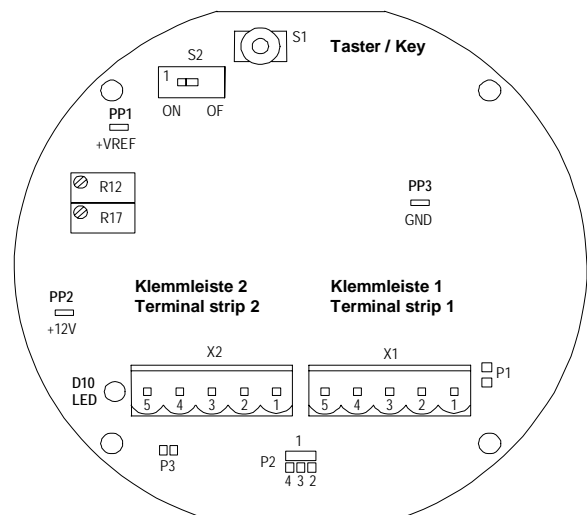 S1
Taster / Key
S2
1
ON OF
PP1
+VREF
R12
R17
PP3
GND
Klemmleiste 2
Terminal strip 2
Klemmleiste 1
Terminal strip 1
PP2
+12V
X2
X1
P1
D10
LED
5 4 3 2 1
5 4 3 2 1
P3
1
P2
4 3 2